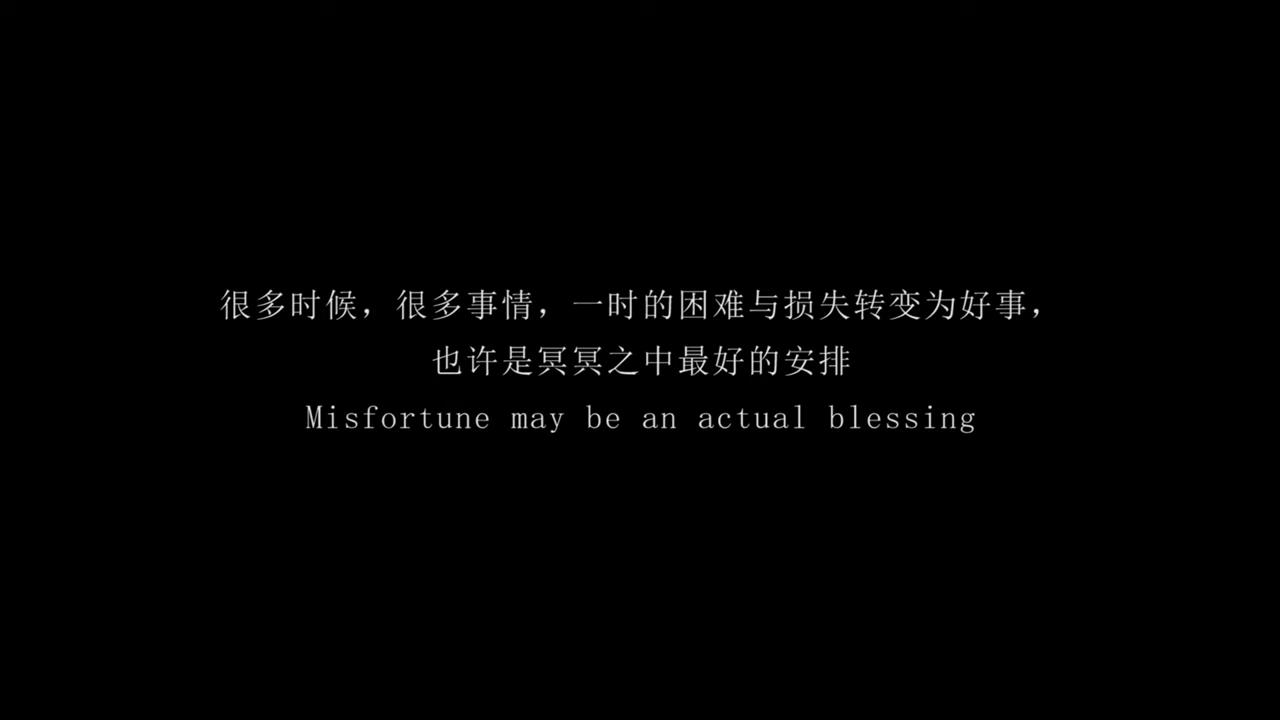 很多时候，很多事情，一时的困难与损失转变为好事，
也许是冥冥之中最好的安排
Misfortune may be an actual blessing